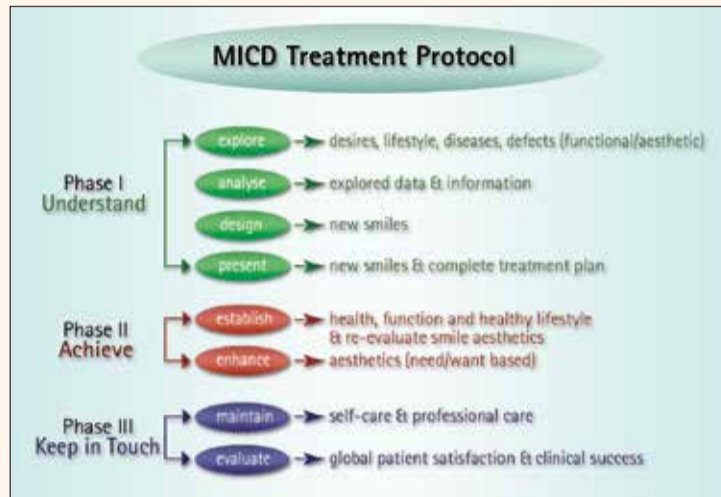 MICD Treatment Protocol
Phase I
Understand
explore desires, lifestyle, diseases, defects (functional/aesthetic)
analyse explored data & information
design new smiles
present new smiles & complete treatment plan
Phase II
Achieve
establish health, function and healthy lifestyle
& re-evaluate smile aesthetics
enhance aesthetics (need/want based)
Phase III
Keep in Touch
maintain self-care & professional care
evaluate global patient satisfaction & clinical success